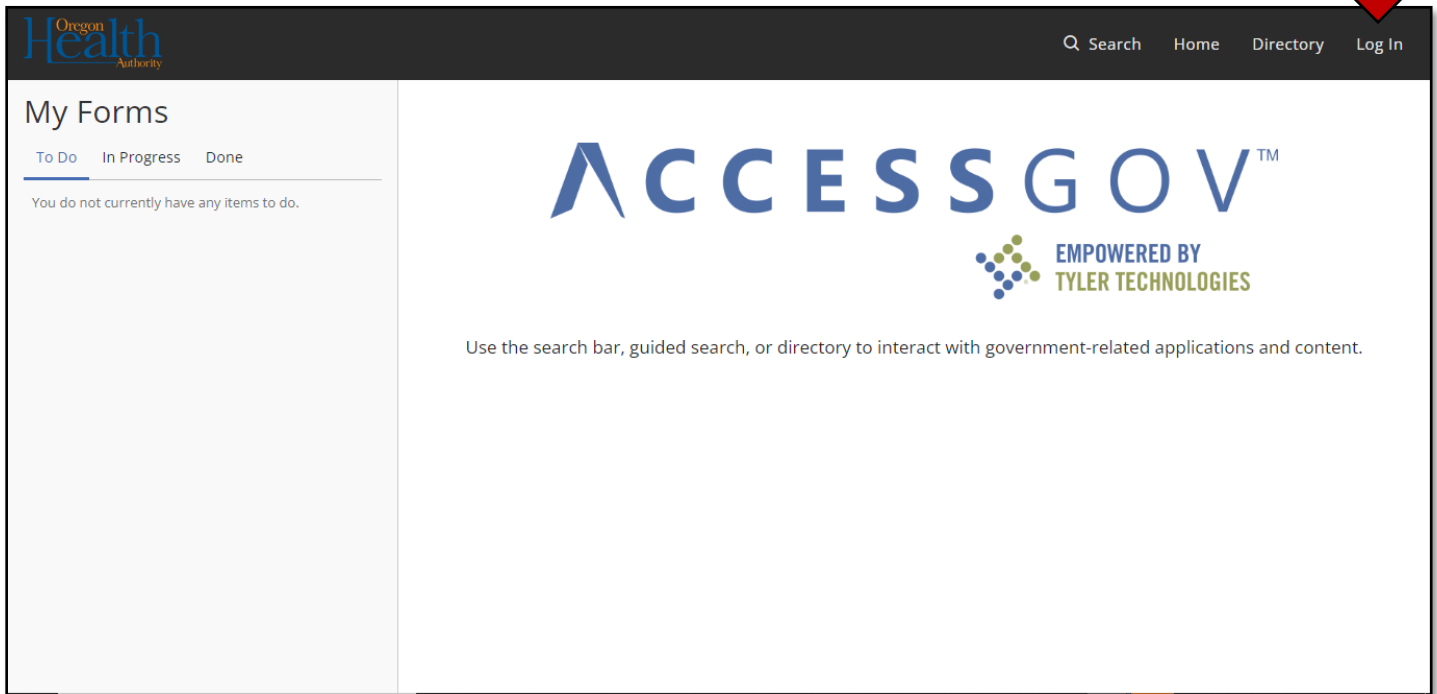 Oregon
Health
Authority
Search Home Directory Log In
My Forms
To Do In Progress Done
You do not currently have any items to do.
ACCESSGOV™
EMPOWERED BY
TYLER TECHNOLOGIES
Use the search bar, guided search, or directory to interact with government-related applications and content.